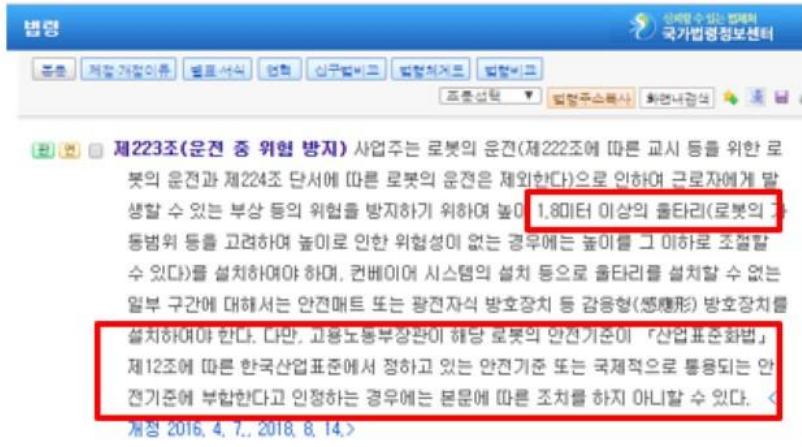 법령
신뢰할 수 있는 법제처
국가법령정보센터
본문 제정·개정이유 별표·서식 연혁 신구법비교 법령체계도 법령비교
조문선택 법령주소복사 화면내검색
판 연 제223조(운전 중 위험 방지) 사업주는 로봇의 운전(제222조에 따른 교시 등을 위한 로
봇의 운전과 제224조 단서에 따른 로봇의 운전은 제외한다)으로 인하여 근로자에게 발
생할 수 있는 부상 등의 위험을 방지하기 위하여 높이 1.8미터 이상의 울타리(로봇의 가
동범위 등을 고려하여 높이로 인한 위험성이 없는 경우에는 높이를 그 이하로 조절할
수 있다)를 설치하여야 하며, 컨베이어 시스템의 설치 등으로 울타리를 설치할 수 없는
일부 구간에 대해서는 안전매트 또는 광전자식 방호장치 등 감응형(感應形) 방호장치를
설치하여야 한다. 다만, 고용노동부장관이 해당 로봇의 안전기준이 「산업표준화법」
제12조에 따른 한국산업표준에서 정하고 있는 안전기준 또는 국제적으로 통용되는 안
전기준에 부합한다고 인정하는 경우에는 본문에 따른 조치를 하지 아니할 수 있다. <
개정 2016. 4. 7., 2018. 8. 14.>